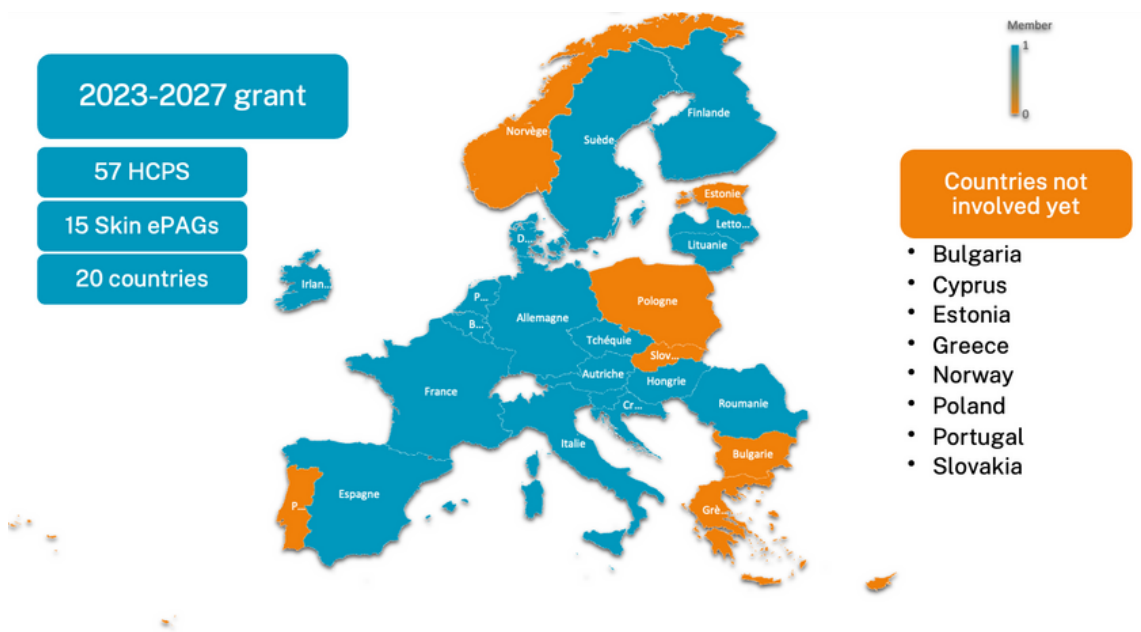 2023-2027 grant
57 HCPS
15 Skin ePAGs
20 countries
Member
1
0
Countries not
involved yet
• Bulgaria
• Cyprus
• Estonia
• Greece
• Norway
• Poland
• Portugal
• Slovakia
Norvège
Suède
Finlande
Estonie
Letto...
Lituanie
D...
Irlan...
P...
B...
Allemagne
Pologne
Tchéquie
Slov...
Autriche
Hongrie
France
Cr...
Roumanie
Italie
Bulgarie
Espagne
P...
Grè...